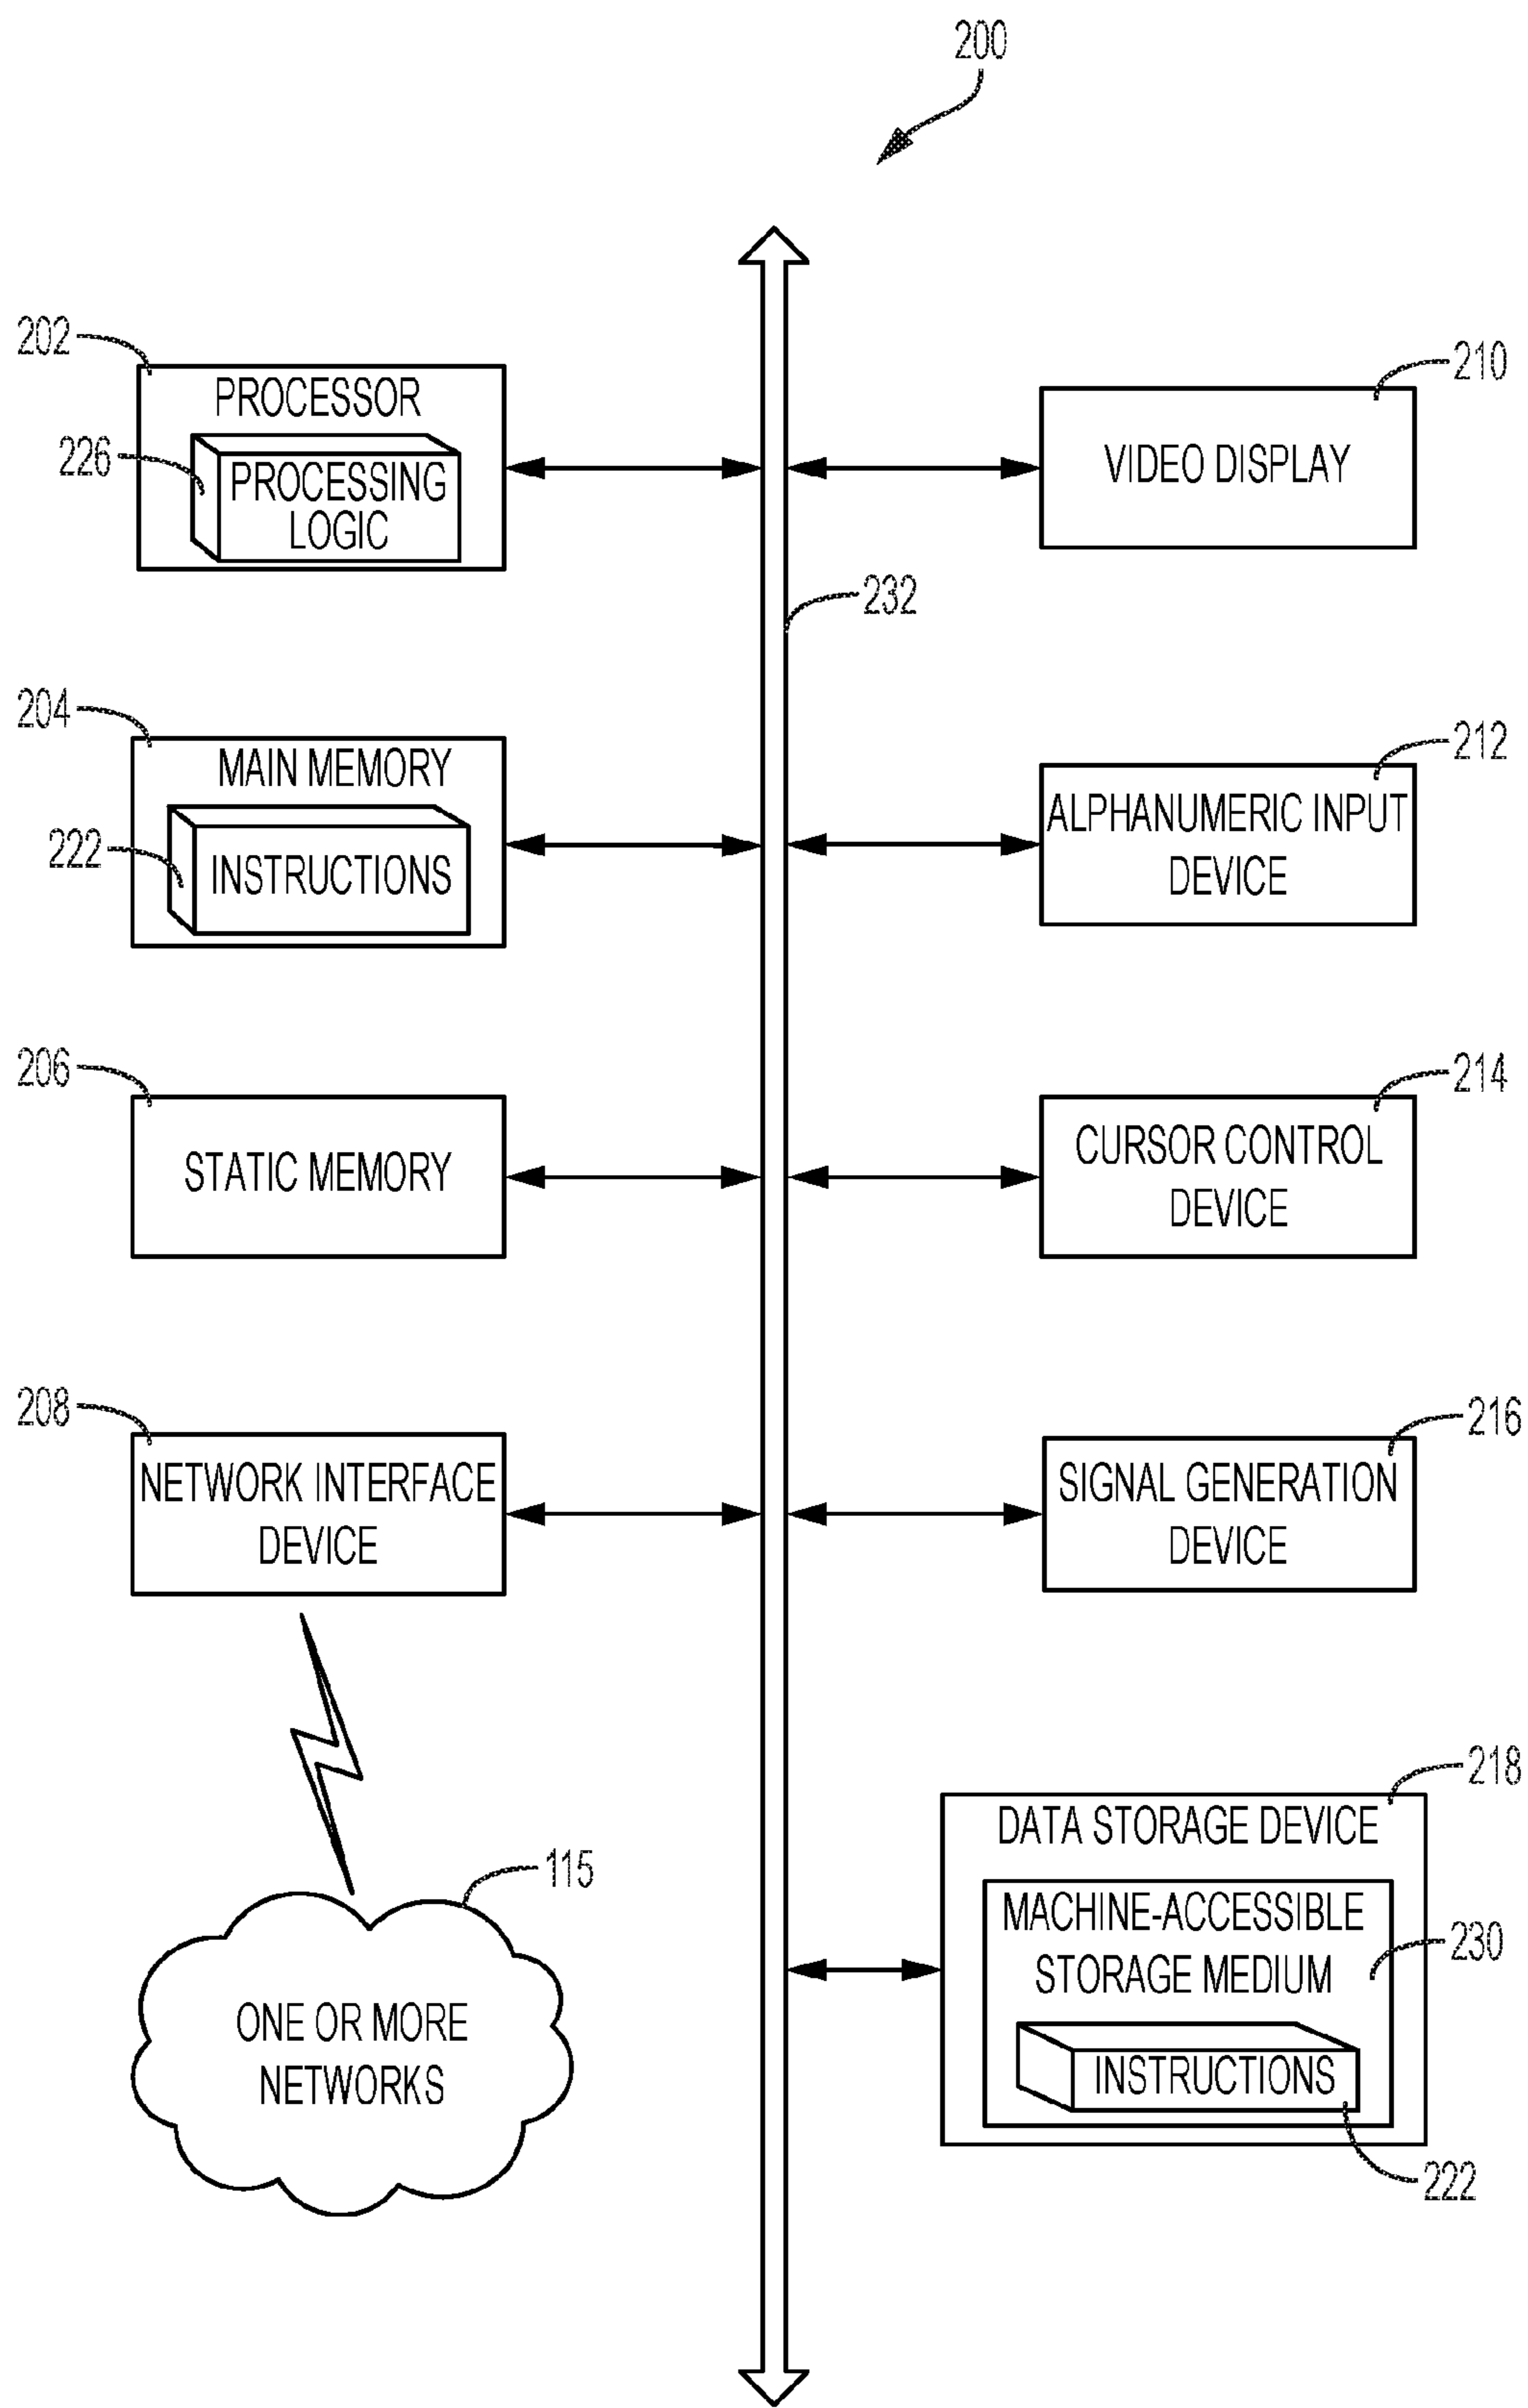 200
202
PROCESSOR
226
PROCESSING
LOGIC
210
VIDEO DISPLAY
232
204
MAIN MEMORY
222
INSTRUCTIONS
212
ALPHANUMERIC INPUT
DEVICE
206
STATIC MEMORY
214
CURSOR CONTROL
DEVICE
208
NETWORK INTERFACE
DEVICE
216
SIGNAL GENERATION
DEVICE
115
ONE OR MORE
NETWORKS
218
DATA STORAGE DEVICE
MACHINE-ACCESSIBLE
STORAGE MEDIUM
230
INSTRUCTIONS
222